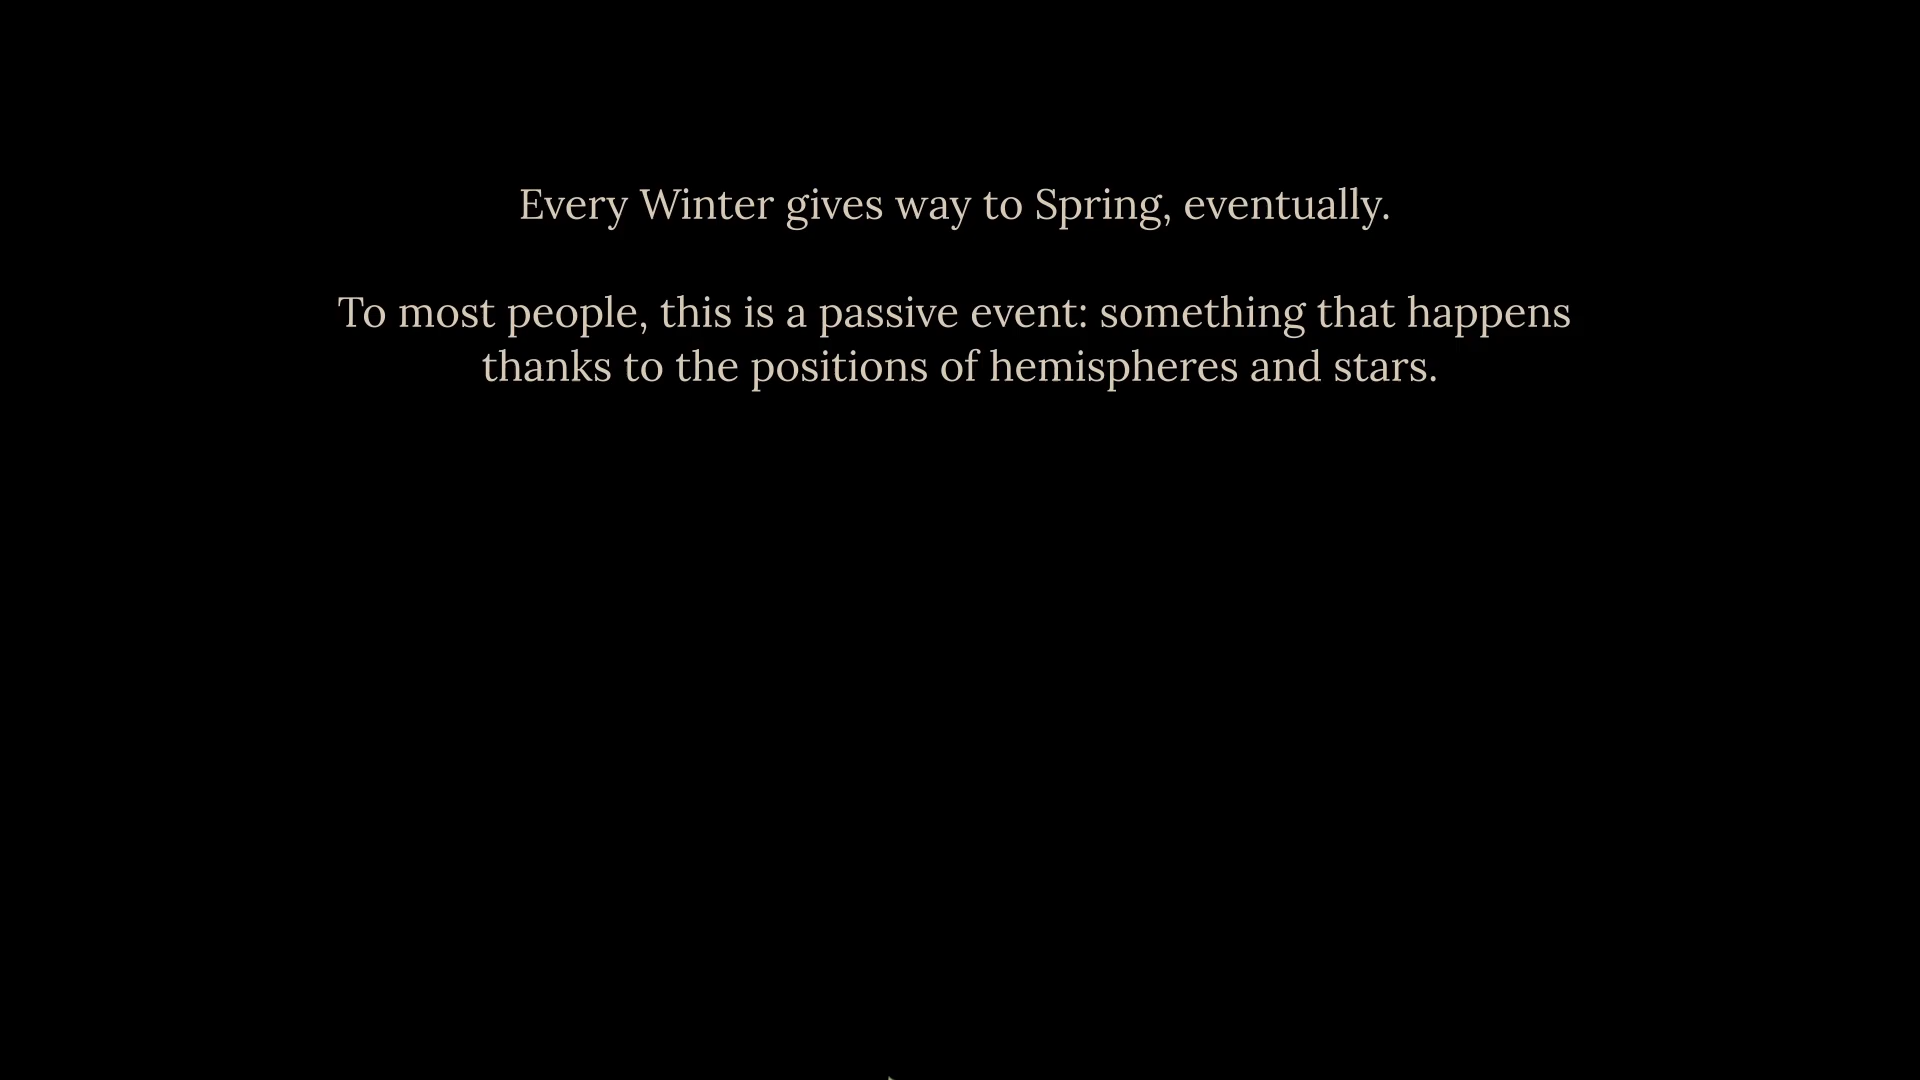 Every Winter gives way to Spring, eventually.
To most people, this is a passive event: something that happens
thanks to the positions of hemispheres and stars.